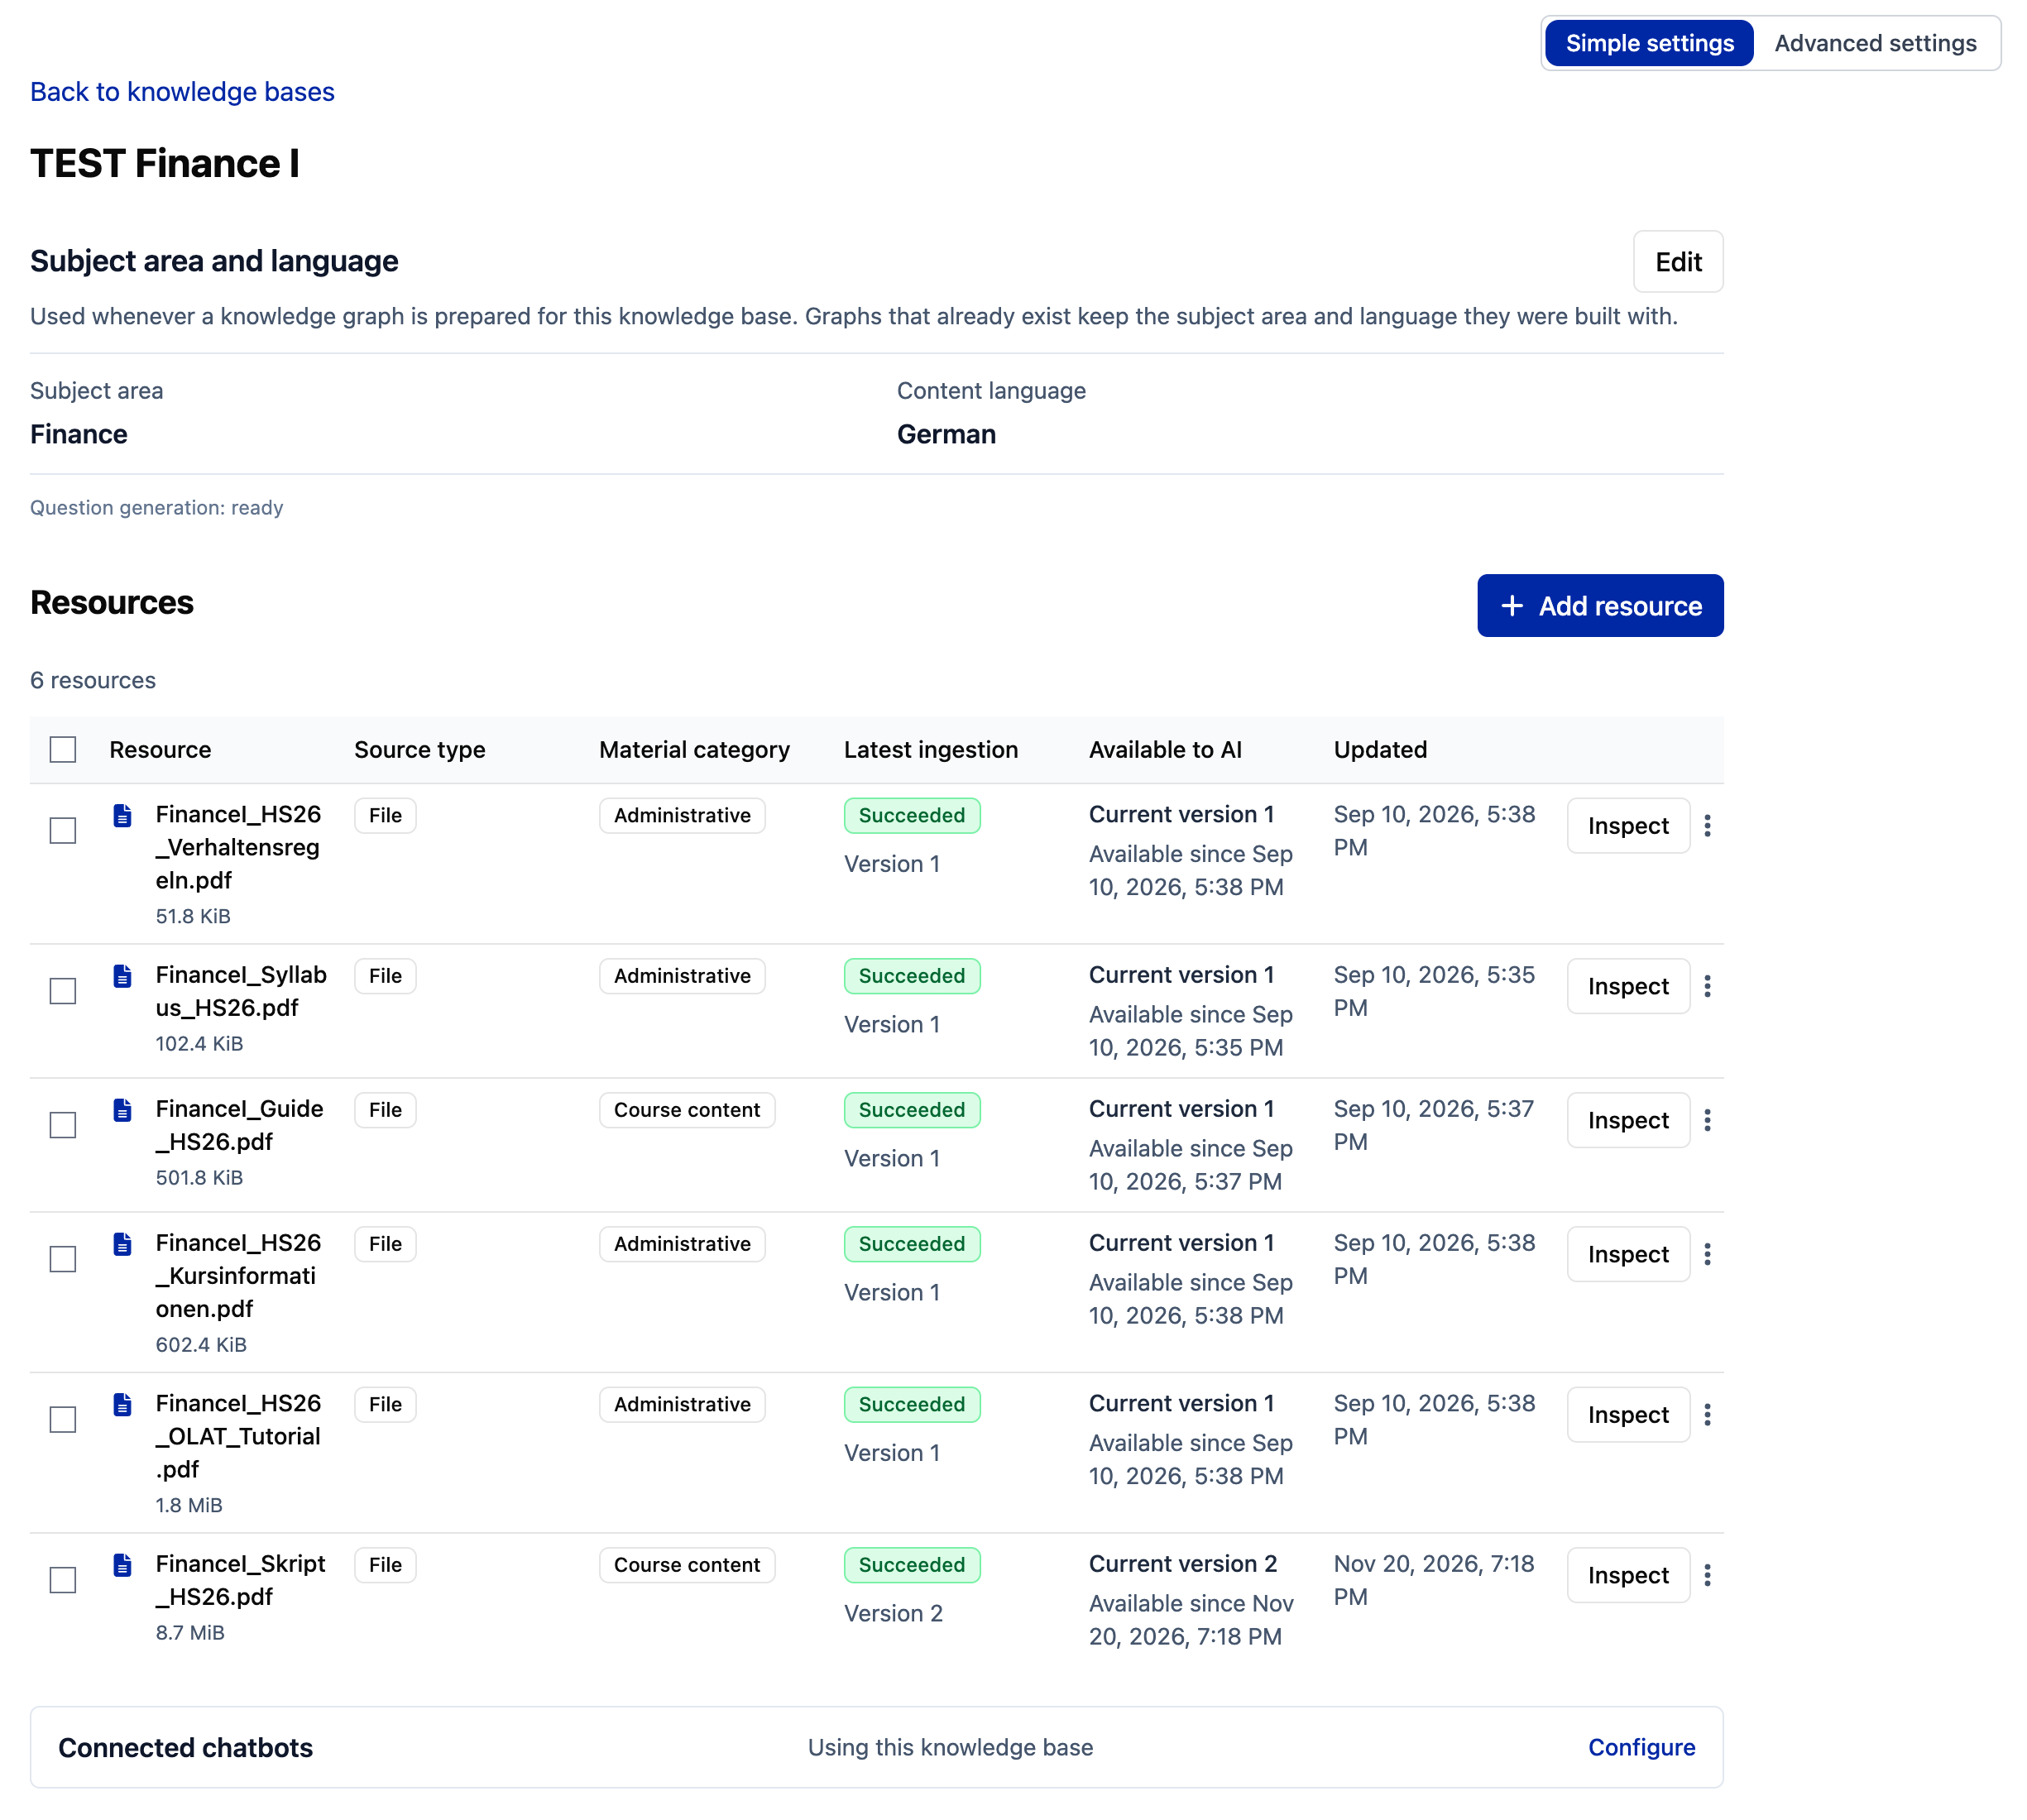 Simple settings Advanced settings
Back to knowledge bases
TEST Finance I
Subject area and language Edit
Used whenever a knowledge graph is prepared for this knowledge base. Graphs that already exist keep the subject area and language they were built with.
Subject area Content language
Finance German
Question generation: ready
Resources + Add resource
6 resources
Resource Source type Material category Latest ingestion Available to AI Updated
FinanceI_HS26 File Administrative Succeeded Current version 1 Sep 10, 2026, 5:38 Inspect
_Verhaltensreg Version 1 Available since Sep PM
eln.pdf 10, 2026, 5:38 PM
51.8 KiB
FinanceI_Syllab File Administrative Succeeded Current version 1 Sep 10, 2026, 5:35 Inspect
us_HS26.pdf Version 1 Available since Sep PM
102.4 KiB 10, 2026, 5:35 PM
FinanceI_Guide File Course content Succeeded Current version 1 Sep 10, 2026, 5:37 Inspect
_HS26.pdf Version 1 Available since Sep PM
501.8 KiB 10, 2026, 5:37 PM
FinanceI_HS26 File Administrative Succeeded Current version 1 Sep 10, 2026, 5:38 Inspect
_Kursinformati Version 1 Available since Sep PM
onen.pdf 10, 2026, 5:38 PM
602.4 KiB
FinanceI_HS26 File Administrative Succeeded Current version 1 Sep 10, 2026, 5:38 Inspect
_OLAT_Tutorial Version 1 Available since Sep PM
.pdf 10, 2026, 5:38 PM
1.8 MiB
FinanceI_Skript File Course content Succeeded Current version 2 Nov 20, 2026, 7:18 Inspect
_HS26.pdf Version 2 Available since Nov PM
8.7 MiB 20, 2026, 7:18 PM
Connected chatbots Using this knowledge base Configure